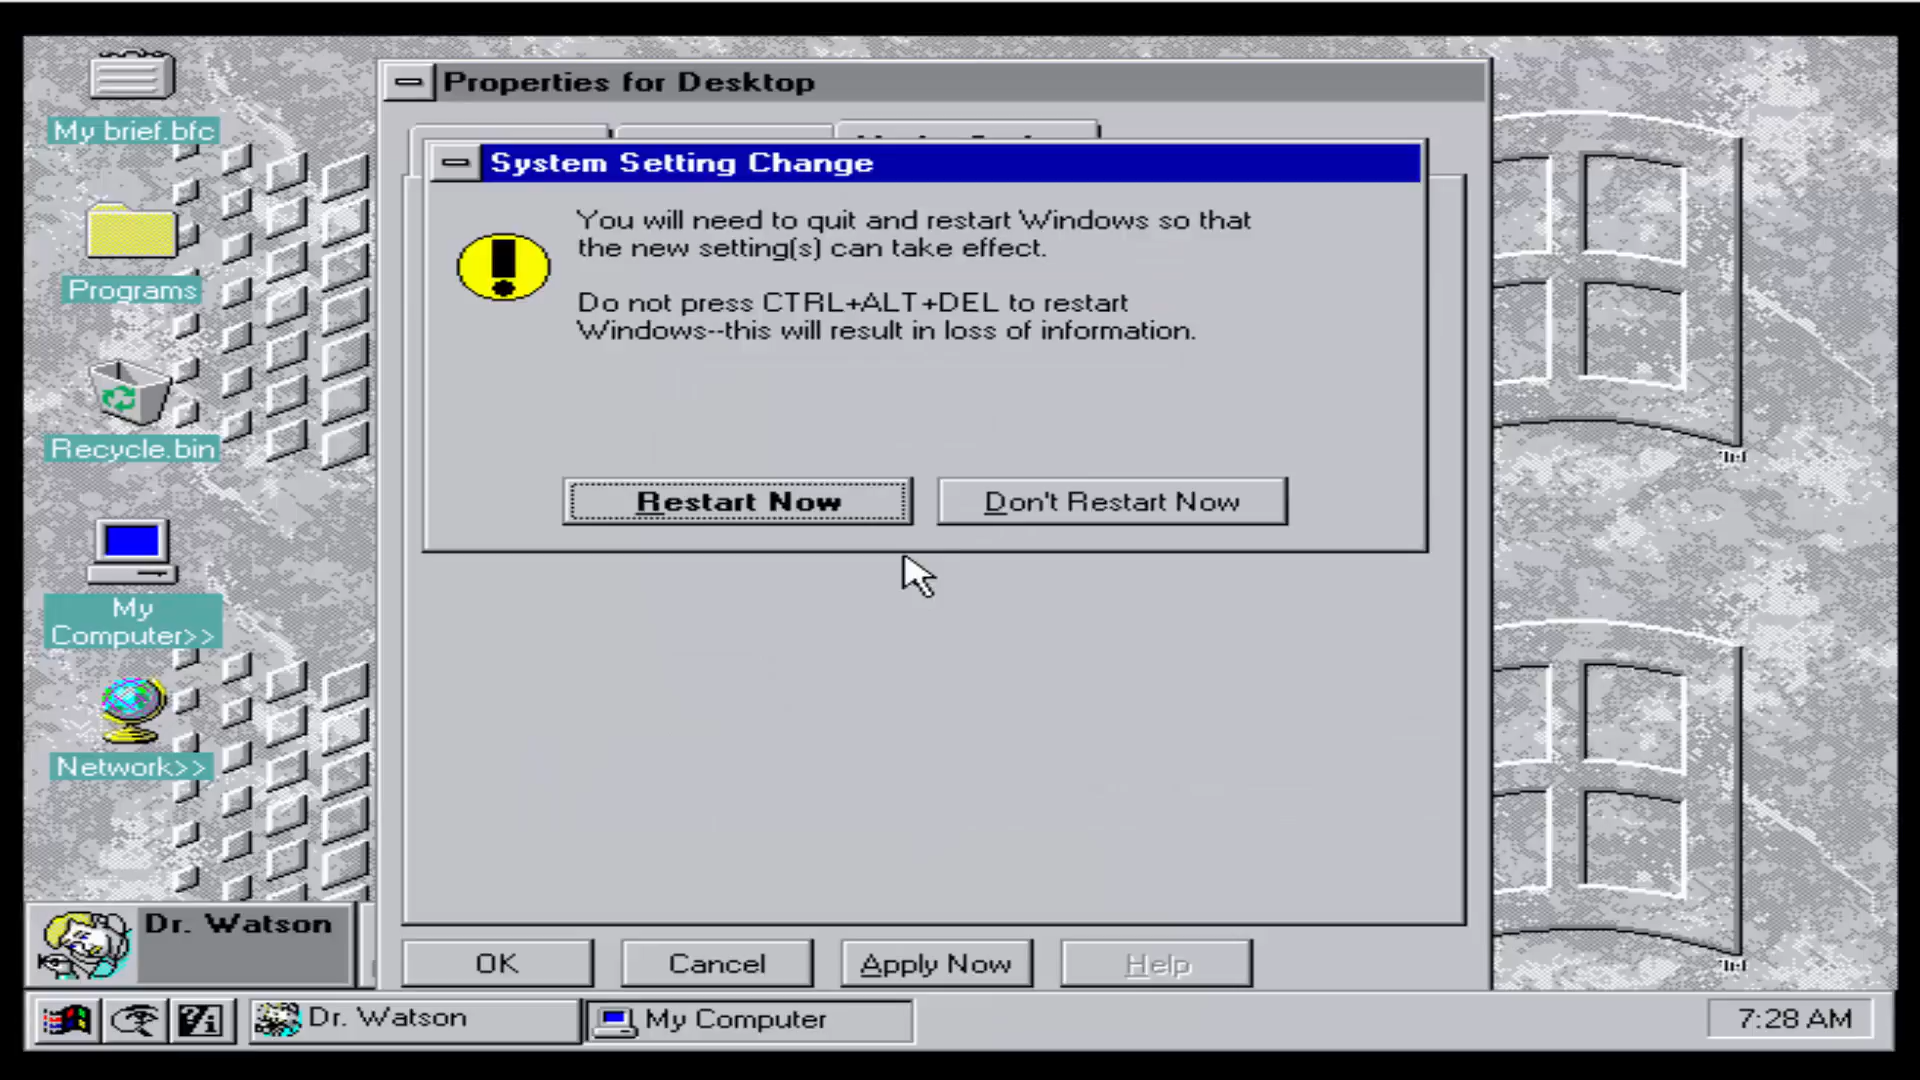 My brief.bfc
Programs
Recycle.bin
My
Computer>>
Network>>
Properties for Desktop
System Setting Change
You will need to quit and restart Windows so that
the new setting(s) can take effect.
Do not press CTRL+ALT+DEL to restart
Windows--this will result in loss of information.
Restart Now
Don't Restart Now
OK
Cancel
Apply Now
Help
Dr. Watson
Dr. Watson
My Computer
7:28 AM